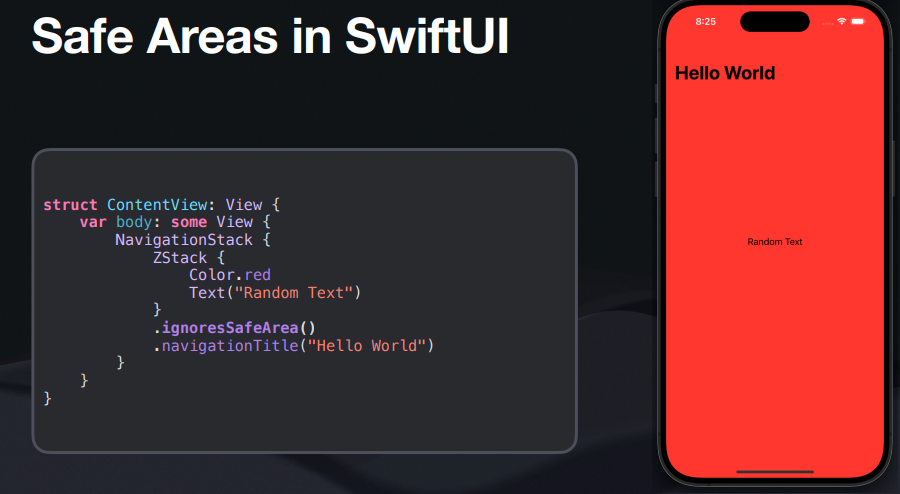 Safe Areas in SwiftUI
struct ContentView: View {
    var body: some View {
        NavigationStack {
            ZStack {
                Color.red
                Text("Random Text")
            }
            .ignoresSafeArea()
            .navigationTitle("Hello World")
        }
    }
}
8:25
Hello World
Random Text